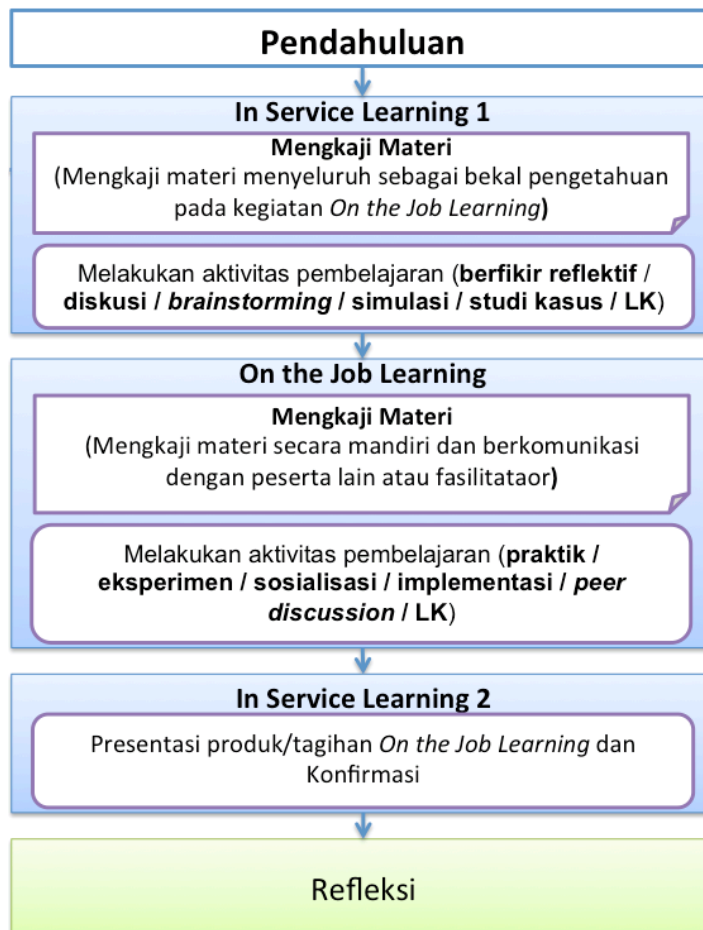 Pendahuluan
In Service Learning 1
Mengkaji Materi
(Mengkaji materi menyeluruh sebagai bekal pengetahuan
pada kegiatan On the Job Learning)
Melakukan aktivitas pembelajaran (berfikir reflektif /
diskusi / brainstorming / simulasi / studi kasus / LK)
On the Job Learning
Mengkaji Materi
(Mengkaji materi secara mandiri dan berkomunikasi
dengan peserta lain atau fasilitataor)
Melakukan aktivitas pembelajaran (praktik /
eksperimen / sosialisasi / implementasi / peer
discussion / LK)
In Service Learning 2
Presentasi produk/tagihan On the Job Learning dan
Konfirmasi
Refleksi